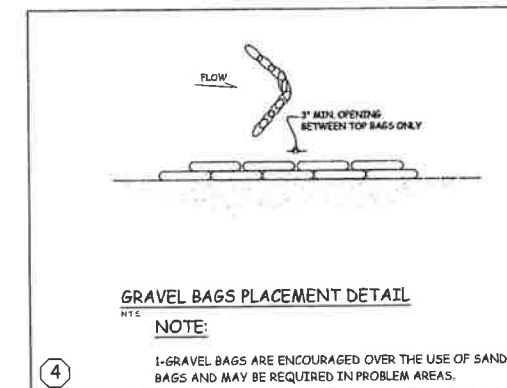 FLOW
3" MIN. OPENING
BETWEEN TOP BAGS ONLY
GRAVEL BAGS PLACEMENT DETAIL
NTS
NOTE:
4
1-GRAVEL BAGS ARE ENCOURAGED OVER THE USE OF SAND
BAGS AND MAY BE REQUIRED IN PROBLEM AREAS.